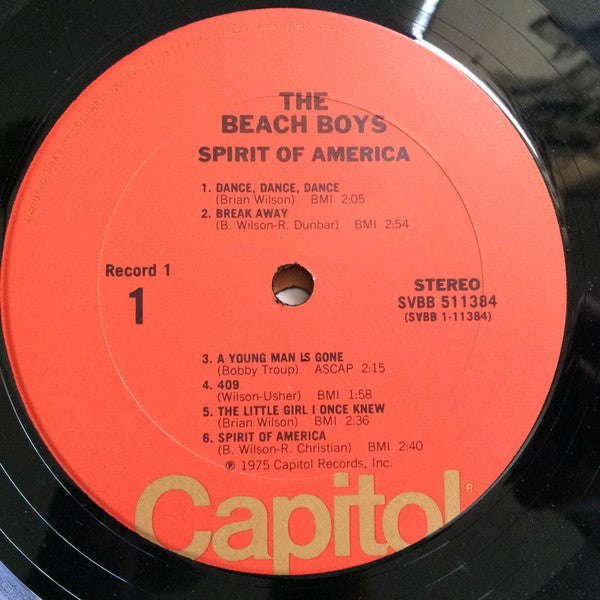 THE
BEACH BOYS
SPIRIT OF AMERICA
1. DANCE, DANCE, DANCE
(Brian Wilson) BMI 2:05
2. BREAK AWAY
(B. Wilson-R. Dunbar) BMI 2:54
Record 1
1
STEREO
SVBB 511384
(SVBB 1-11384)
3. A YOUNG MAN IS GONE
(Bobby Troup) ASCAP 2:15
4. 409
(Wilson-Usher) BMI 1:58
5. THE LITTLE GIRL I ONCE KNEW
(Brian Wilson) BMI 2:36
6. SPIRIT OF AMERICA
(B. Wilson-R. Christian) BMI 2:40
℗ 1975 Capitol Records, Inc.
Capitol®